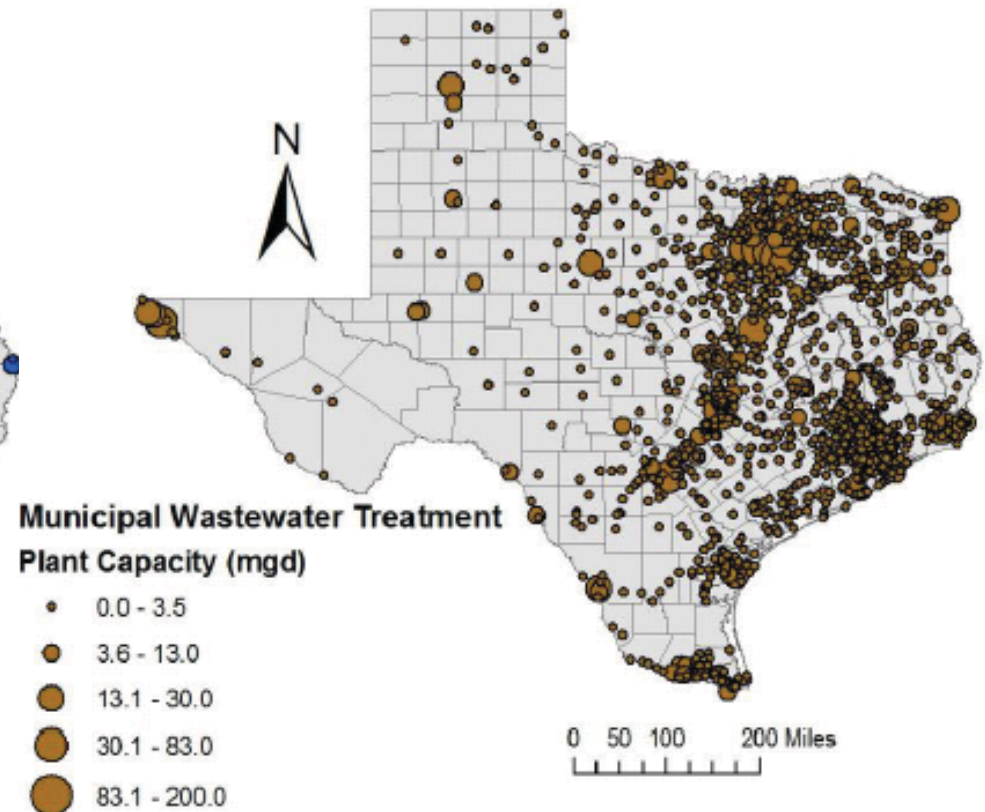 N
Municipal Wastewater Treatment
Plant Capacity (mgd)
0.0 - 3.5
3.6 - 13.0
13.1 - 30.0
30.1 - 83.0
83.1 - 200.0
0 50 100 200 Miles